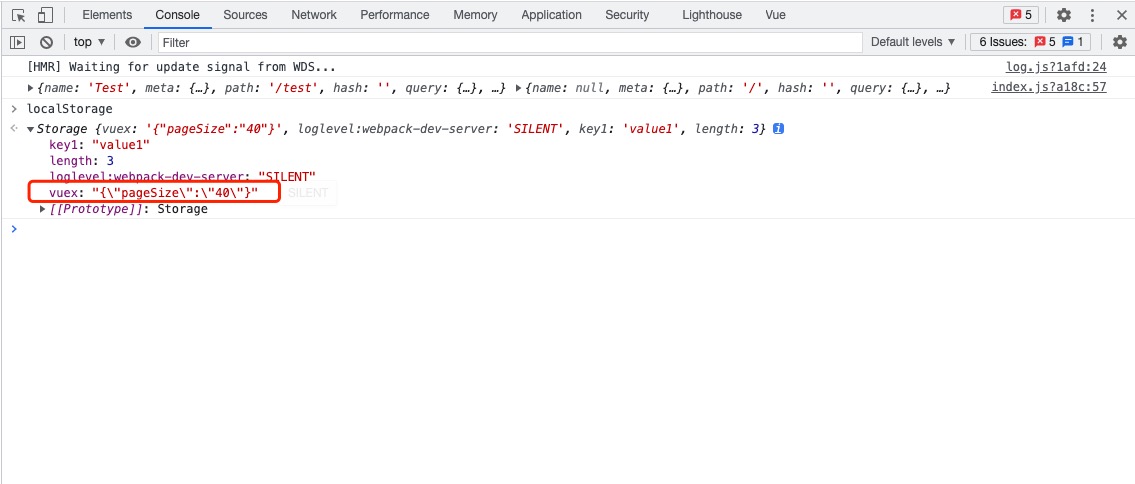 Elements Console Sources Network Performance Memory Application Security Lighthouse Vue 5
top Filter Default levels 6 Issues: 5 1
[HMR] Waiting for update signal from WDS... log.js?1afd:24
{name: 'Test', meta: {…}, path: '/test', hash: '', query: {…}, …} {name: null, meta: {…}, path: '/', hash: '', query: {…}, …} index.js?a18c:57
localStorage
Storage {vuex: '{"pageSize":"40"}', loglevel:webpack-dev-server: 'SILENT', key1: 'value1', length: 3} i
key1: "value1"
length: 3
loglevel:webpack-dev-server: "SILENT"
vuex: "{\"pageSize\":\"40\"}" SILENT
[[Prototype]]: Storage